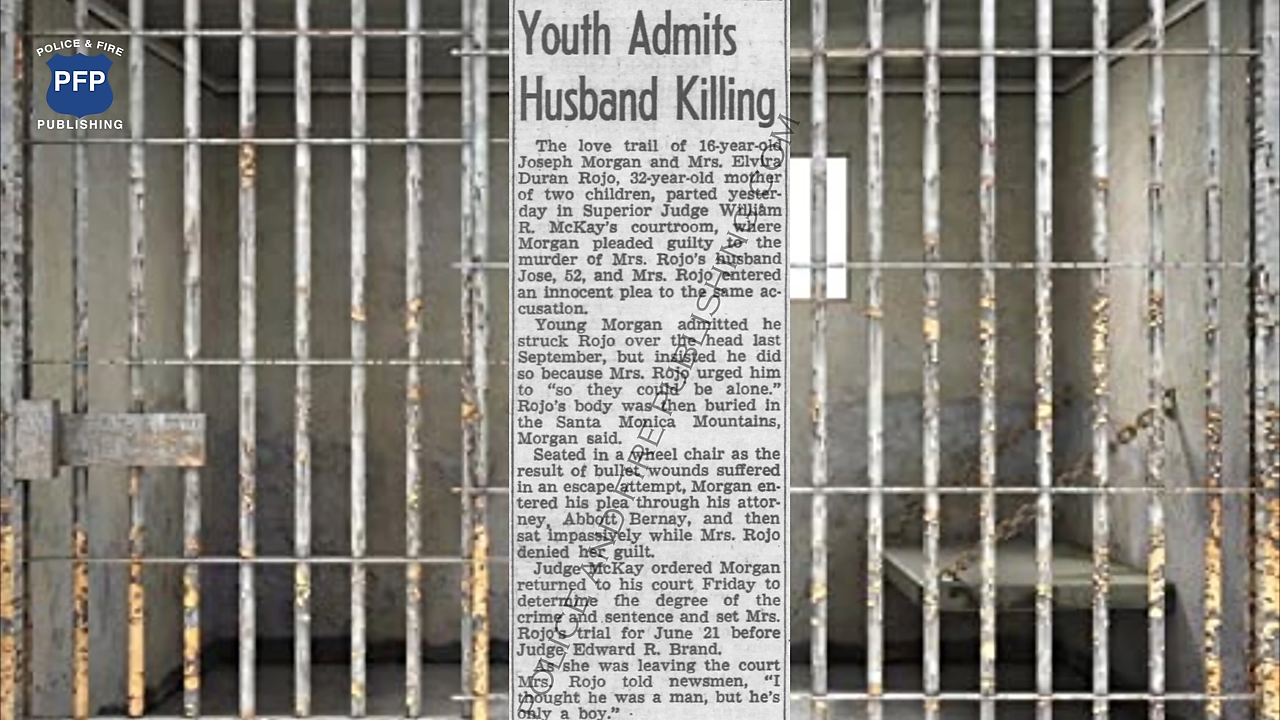 POLICE & FIRE
PFP
PUBLISHING
Youth Admits
Husband Killing
The love trail of 16-year-old
Joseph Morgan and Mrs. Elvira
Duran Rojo, 32-year-old mother
of two children, parted yester-
day in Superior Judge William
R. McKay's courtroom, where
Morgan pleaded guilty to the
murder of Mrs. Rojo's husband
Jose, 52, and Mrs. Rojo entered
an innocent plea to the same ac-
cusation.
Young Morgan admitted he
struck Rojo over the head last
September, but insisted he did
so because Mrs. Rojo urged him
to "so they could be alone."
Rojo's body was then buried in
the Santa Monica Mountains,
Morgan said.
Seated in a wheel chair as the
result of bullet wounds suffered
in an escape attempt, Morgan en-
tered his plea through his attor-
ney, Abbott Bernay, and then
sat impassively while Mrs. Rojo
denied her guilt.
Judge McKay ordered Morgan
returned to his court Friday to
determine the degree of the
crime and sentence and set Mrs.
Rojo's trial for June 21 before
Judge Edward R. Brand.
As she was leaving the court
Mrs. Rojo told newsmen, "I
thought he was a man, but he's
only a boy."
POLICEANDFIREPUBLISHING.COM